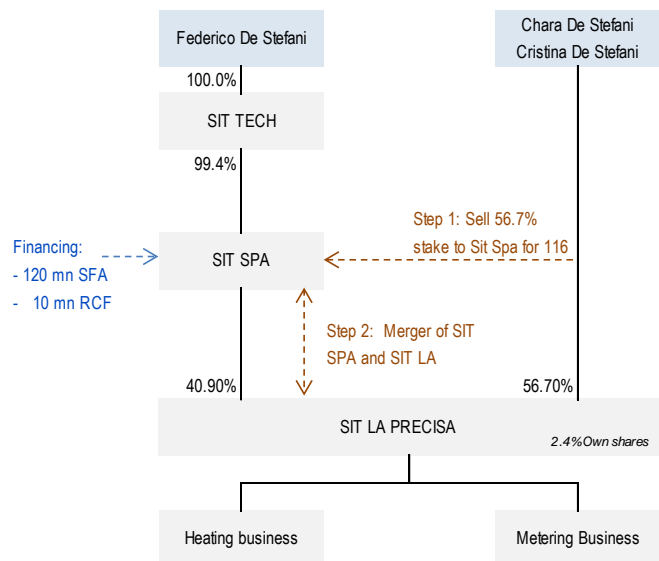 Federico De Stefani
Chara De Stefani
Cristina De Stefani
100.0%
SIT TECH
99.4%
Step 1: Sell 56.7%
stake to Sit Spa for 116
Financing:
- 120 mn SFA
- 10 mn RCF
SIT SPA
Step 2: Merger of SIT
SPA and SIT LA
40.90%
56.70%
SIT LA PRECISA
2.4%Own shares
Heating business
Metering Business